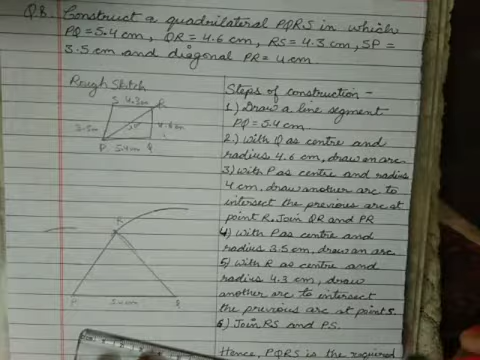 Q8. Construct a quadrilateral PQRS in which
PQ = 5.4 cm, QR = 4.6 cm, RS = 4.3 cm, SP =
3.5 cm and diagonal PR = 4 cm
Rough Sketch
S 4.3cm R
3.5cm
4.6cm
P 5.4cm Q
R
P 5.4cm Q
Steps of construction -
1) Draw a line segment
PQ = 5.4 cm
2) With Q as centre and
radius 4.6 cm, draw an arc
3) With P as centre and radius
4 cm, draw another arc to
intersect the previous arc at
point R. Join QR and PR
4) With P as centre and
radius 3.5 cm, draw an arc
5) With R as centre and
radius 4.3 cm, draw
another arc to intersect
the previous arc at point S.
6) Join RS and PS.
Hence, PQRS is the required